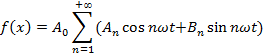 f(x) = A₀ ∑_{n=1}^{+∞} (Aₙ cos nωt + Bₙ sin nωt)